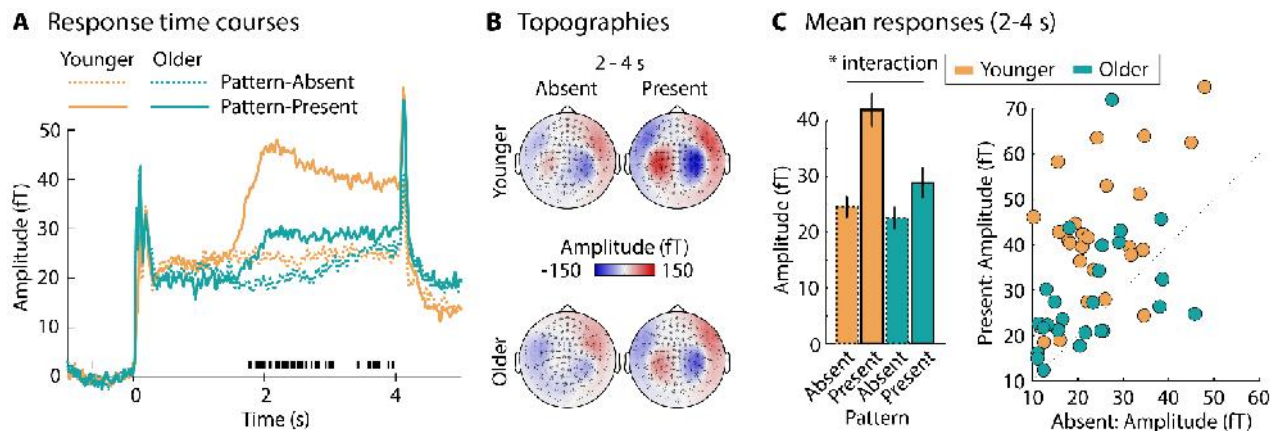 A Response time courses
Younger Older
Pattern-Absent
Pattern-Present
Amplitude (fT)
50
40
30
20
10
0
0 2 4
Time (s)
B Topographies
2 - 4 s
Absent Present
Younger
Amplitude (fT)
-150 150
Older
C Mean responses (2-4 s)
* interaction
Younger Older
Amplitude (fT)
40
30
20
10
0
Absent Present Absent Present
Pattern
Present: Amplitude (fT)
70
60
50
40
30
20
10
10 20 30 40 50 60
Absent: Amplitude (fT)